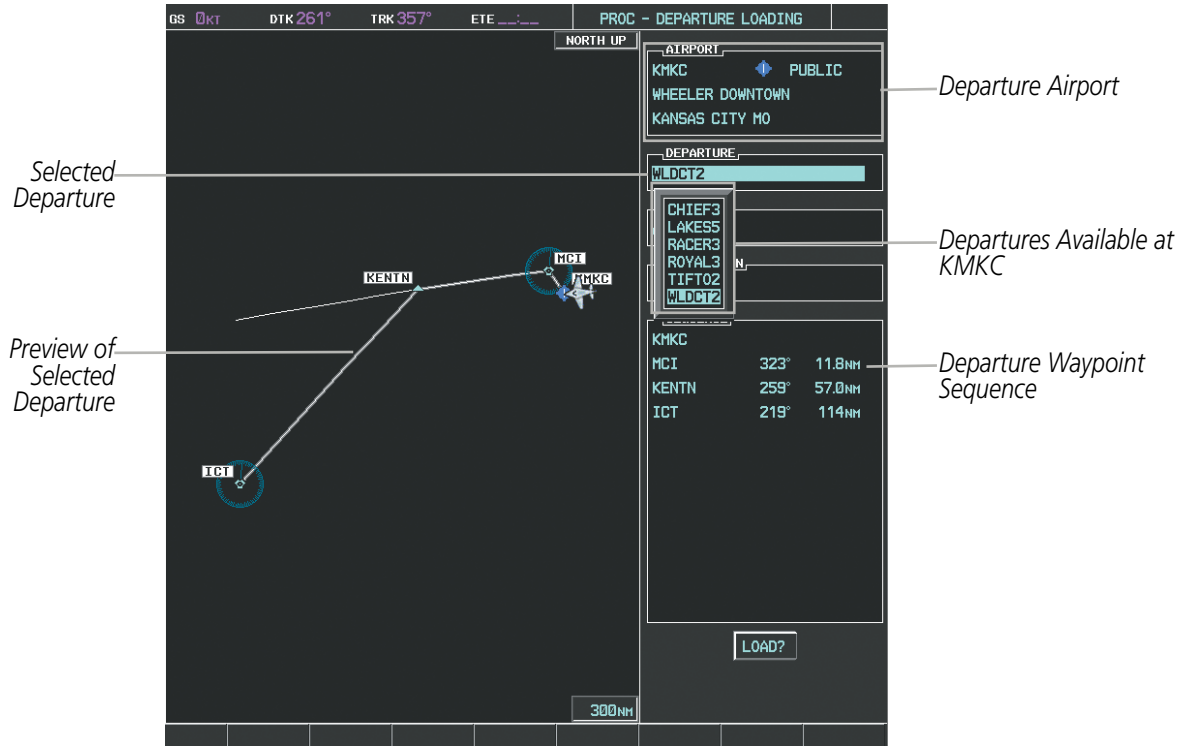 GS 0KT DTK 261° TRK 357° ETE __:__ PROC - DEPARTURE LOADING
NORTH UP
AIRPORT
KMKC PUBLIC
WHEELER DOWNTOWN
KANSAS CITY MO
Departure Airport
DEPARTURE
WLDCT2
Selected
Departure
CHIEF3
LAKES5
RACER3
ROYAL3
TIFTO2
WLDCT2
N
Departures Available at
KMKC
MCI
KMKC
KENTN
ICT
Preview of
Selected
Departure
KMKC
MCI 323° 11.8NM
KENTN 259° 57.0NM
ICT 219° 114NM
Departure Waypoint
Sequence
LOAD?
300NM